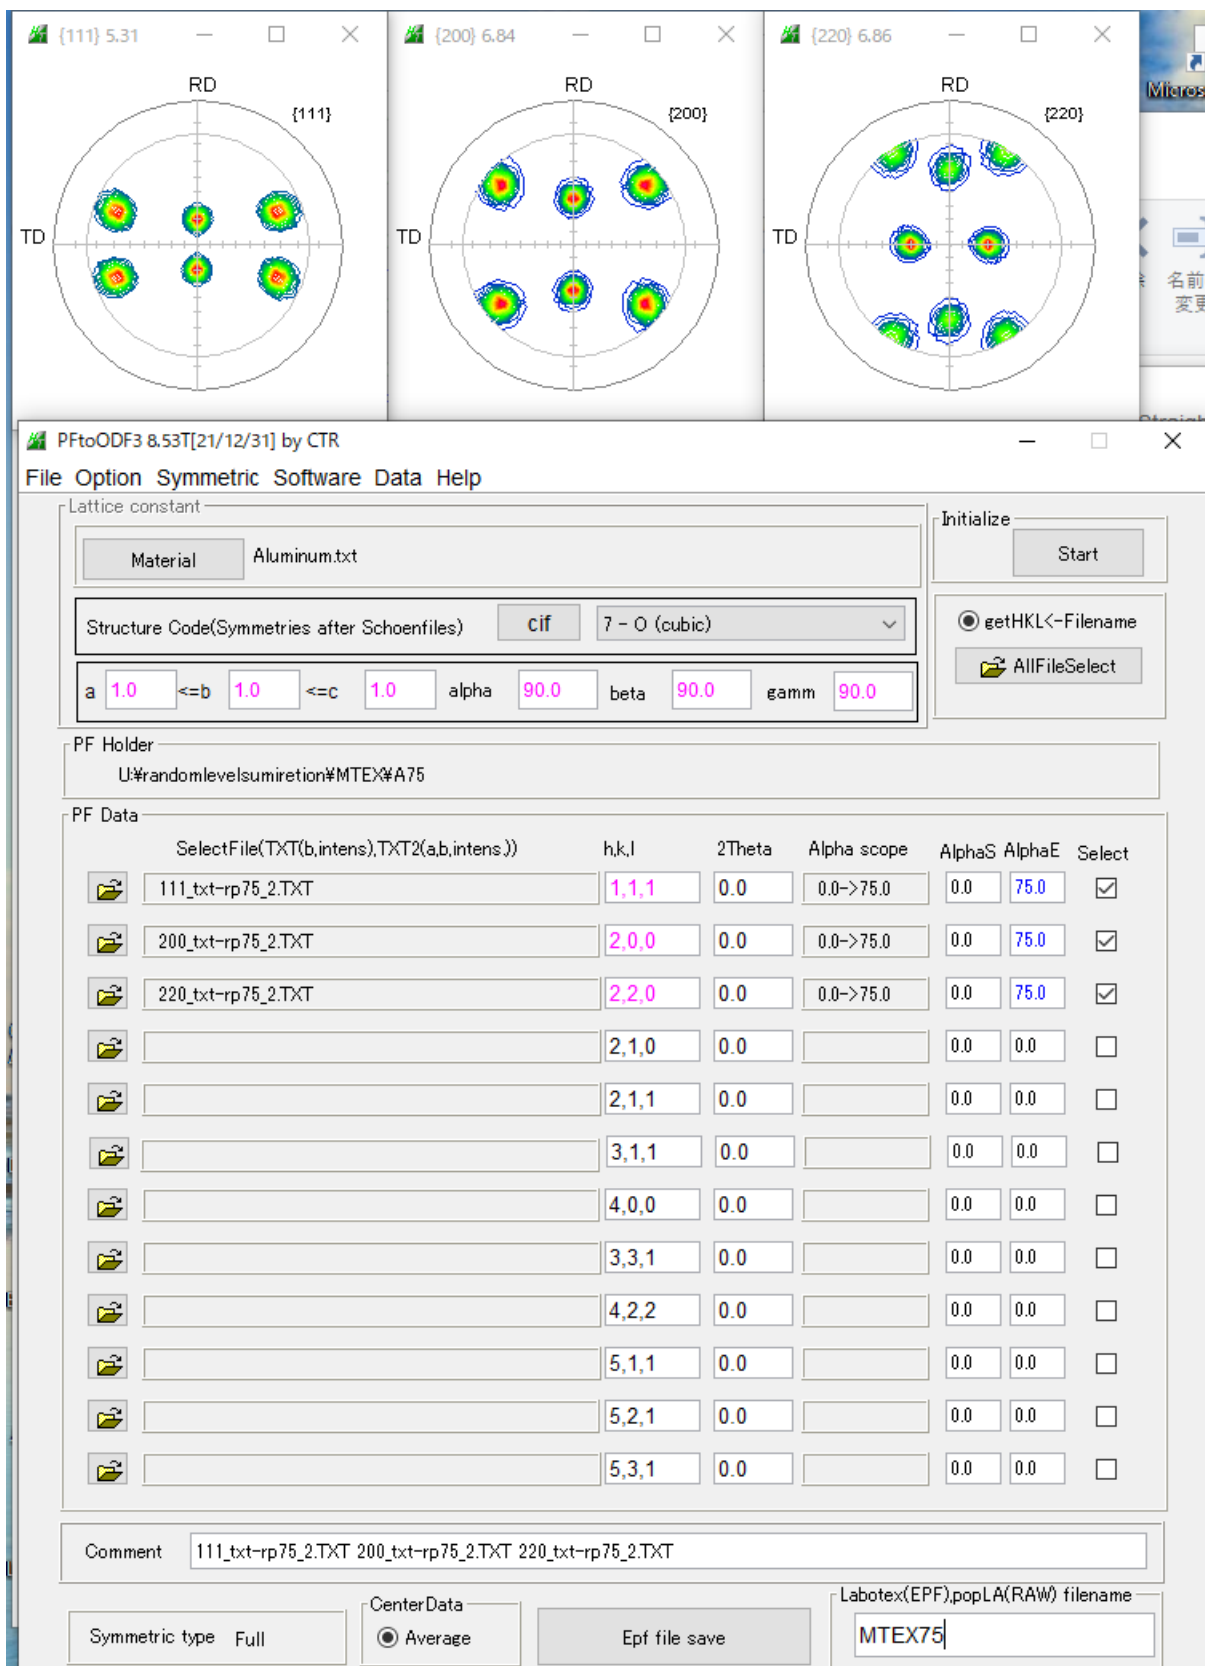 {111} 5.31
{200} 6.84
{220} 6.86
RD
{111}
TD
RD
{200}
TD
RD
{220}
TD
Micros
名前
変更
PFtoODF3 8.53T[21/12/31] by CTR
File Option Symmetric Software Data Help
Lattice constant
Material Aluminum.txt
Initialize
Start
Structure Code(Symmetries after Schoenfiles) cif 7 - O (cubic)
getHKL<-Filename
AllFileSelect
a 1.0 <=b 1.0 <=c 1.0 alpha 90.0 beta 90.0 gamm 90.0
PF Holder
U:¥randomlevelsumiretion¥MTEX¥A75
PF Data
SelectFile(TXT(b,intens),TXT2(a,b,intens.)) h,k,l 2Theta Alpha scope AlphaS AlphaE Select
111_txt-rp75_2.TXT 1,1,1 0.0 0.0->75.0 0.0 75.0
200_txt-rp75_2.TXT 2,0,0 0.0 0.0->75.0 0.0 75.0
220_txt-rp75_2.TXT 2,2,0 0.0 0.0->75.0 0.0 75.0
2,1,0 0.0 0.0 0.0
2,1,1 0.0 0.0 0.0
3,1,1 0.0 0.0 0.0
4,0,0 0.0 0.0 0.0
3,3,1 0.0 0.0 0.0
4,2,2 0.0 0.0 0.0
5,1,1 0.0 0.0 0.0
5,2,1 0.0 0.0 0.0
5,3,1 0.0 0.0 0.0
Comment 111_txt-rp75_2.TXT 200_txt-rp75_2.TXT 220_txt-rp75_2.TXT
Symmetric type Full
CenterData
Average
Epf file save
Labotex(EPF),popLA(RAW) filename
MTEX75